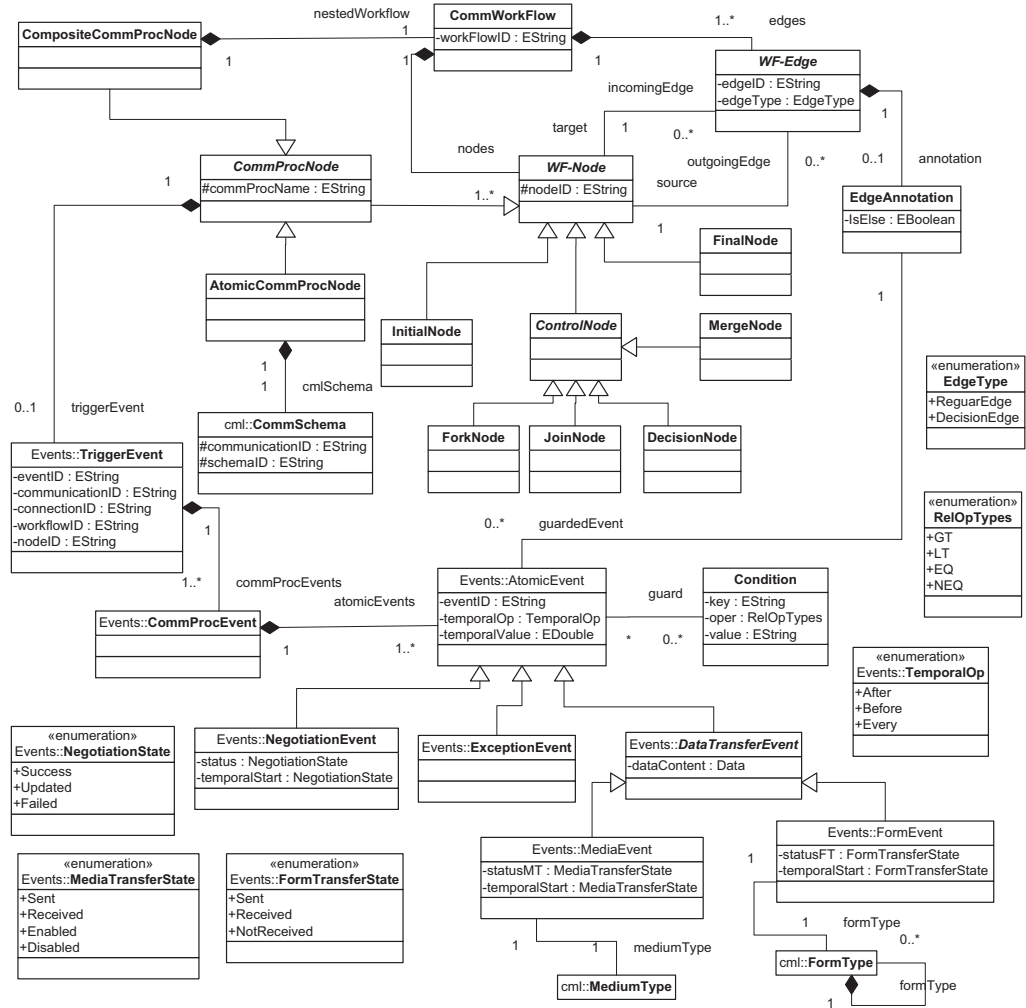 nestedWorkflow
CompositeCommProcNode
1
1
CommWorkFlow
-workFlowID : EString
1
1
1..*
edges
WF-Edge
-edgeID : EString
-edgeType : EdgeType
1
incomingEdge
target
1
0..*
nodes
outgoingEdge
0..*
0..1
annotation
CommProcNode
#commProcName : EString
1
WF-Node
#nodeID : EString
1..*
source
1
EdgeAnnotation
-IsElse : EBoolean
1
FinalNode
AtomicCommProcNode
1
1
cmlSchema
InitialNode
ControlNode
MergeNode
«enumeration»
EdgeType
+ReguarEdge
+DecisionEdge
0..1
triggerEvent
cml::CommSchema
#communicationID : EString
#schemaID : EString
ForkNode
JoinNode
DecisionNode
Events::TriggerEvent
-eventID : EString
-communicationID : EString
-connectionID : EString
-workflowID : EString
-nodeID : EString
1
«enumeration»
RelOpTypes
+GT
+LT
+EQ
+NEQ
0..*
guardedEvent
1..*
commProcEvents
atomicEvents
Events::AtomicEvent
-eventID : EString
-temporalOp : TemporalOp
-temporalValue : EDouble
guard
*
0..*
Condition
-key : EString
-oper : RelOpTypes
-value : EString
Events::CommProcEvent
1
1..*
«enumeration»
Events::TemporalOp
+After
+Before
+Every
«enumeration»
Events::NegotiationState
+Success
+Updated
+Failed
Events::NegotiationEvent
-status : NegotiationState
-temporalStart : NegotiationState
Events::ExceptionEvent
Events::DataTransferEvent
-dataContent : Data
Events::MediaEvent
-statusMT : MediaTransferState
-temporalStart : MediaTransferState
Events::FormEvent
-statusFT : FormTransferState
-temporalStart : FormTransferState
1
«enumeration»
Events::MediaTransferState
+Sent
+Received
+Enabled
+Disabled
«enumeration»
Events::FormTransferState
+Sent
+Received
+NotReceived
1
1
mediumType
cml::MediumType
1
formType
0..*
cml::FormType
formType
1